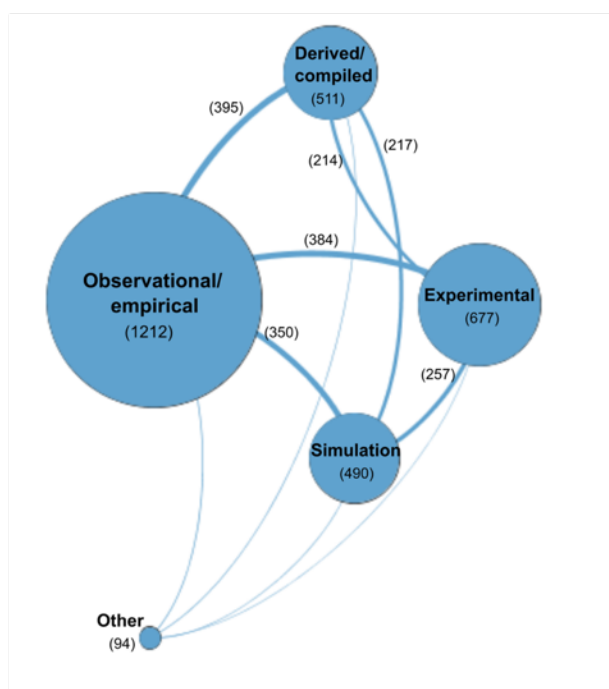 Derived/
compiled
(511)
(395)
(217)
(214)
(384)
Observational/
empirical
(1212)
Experimental
(677)
(350)
(257)
Simulation
(490)
Other
(94)